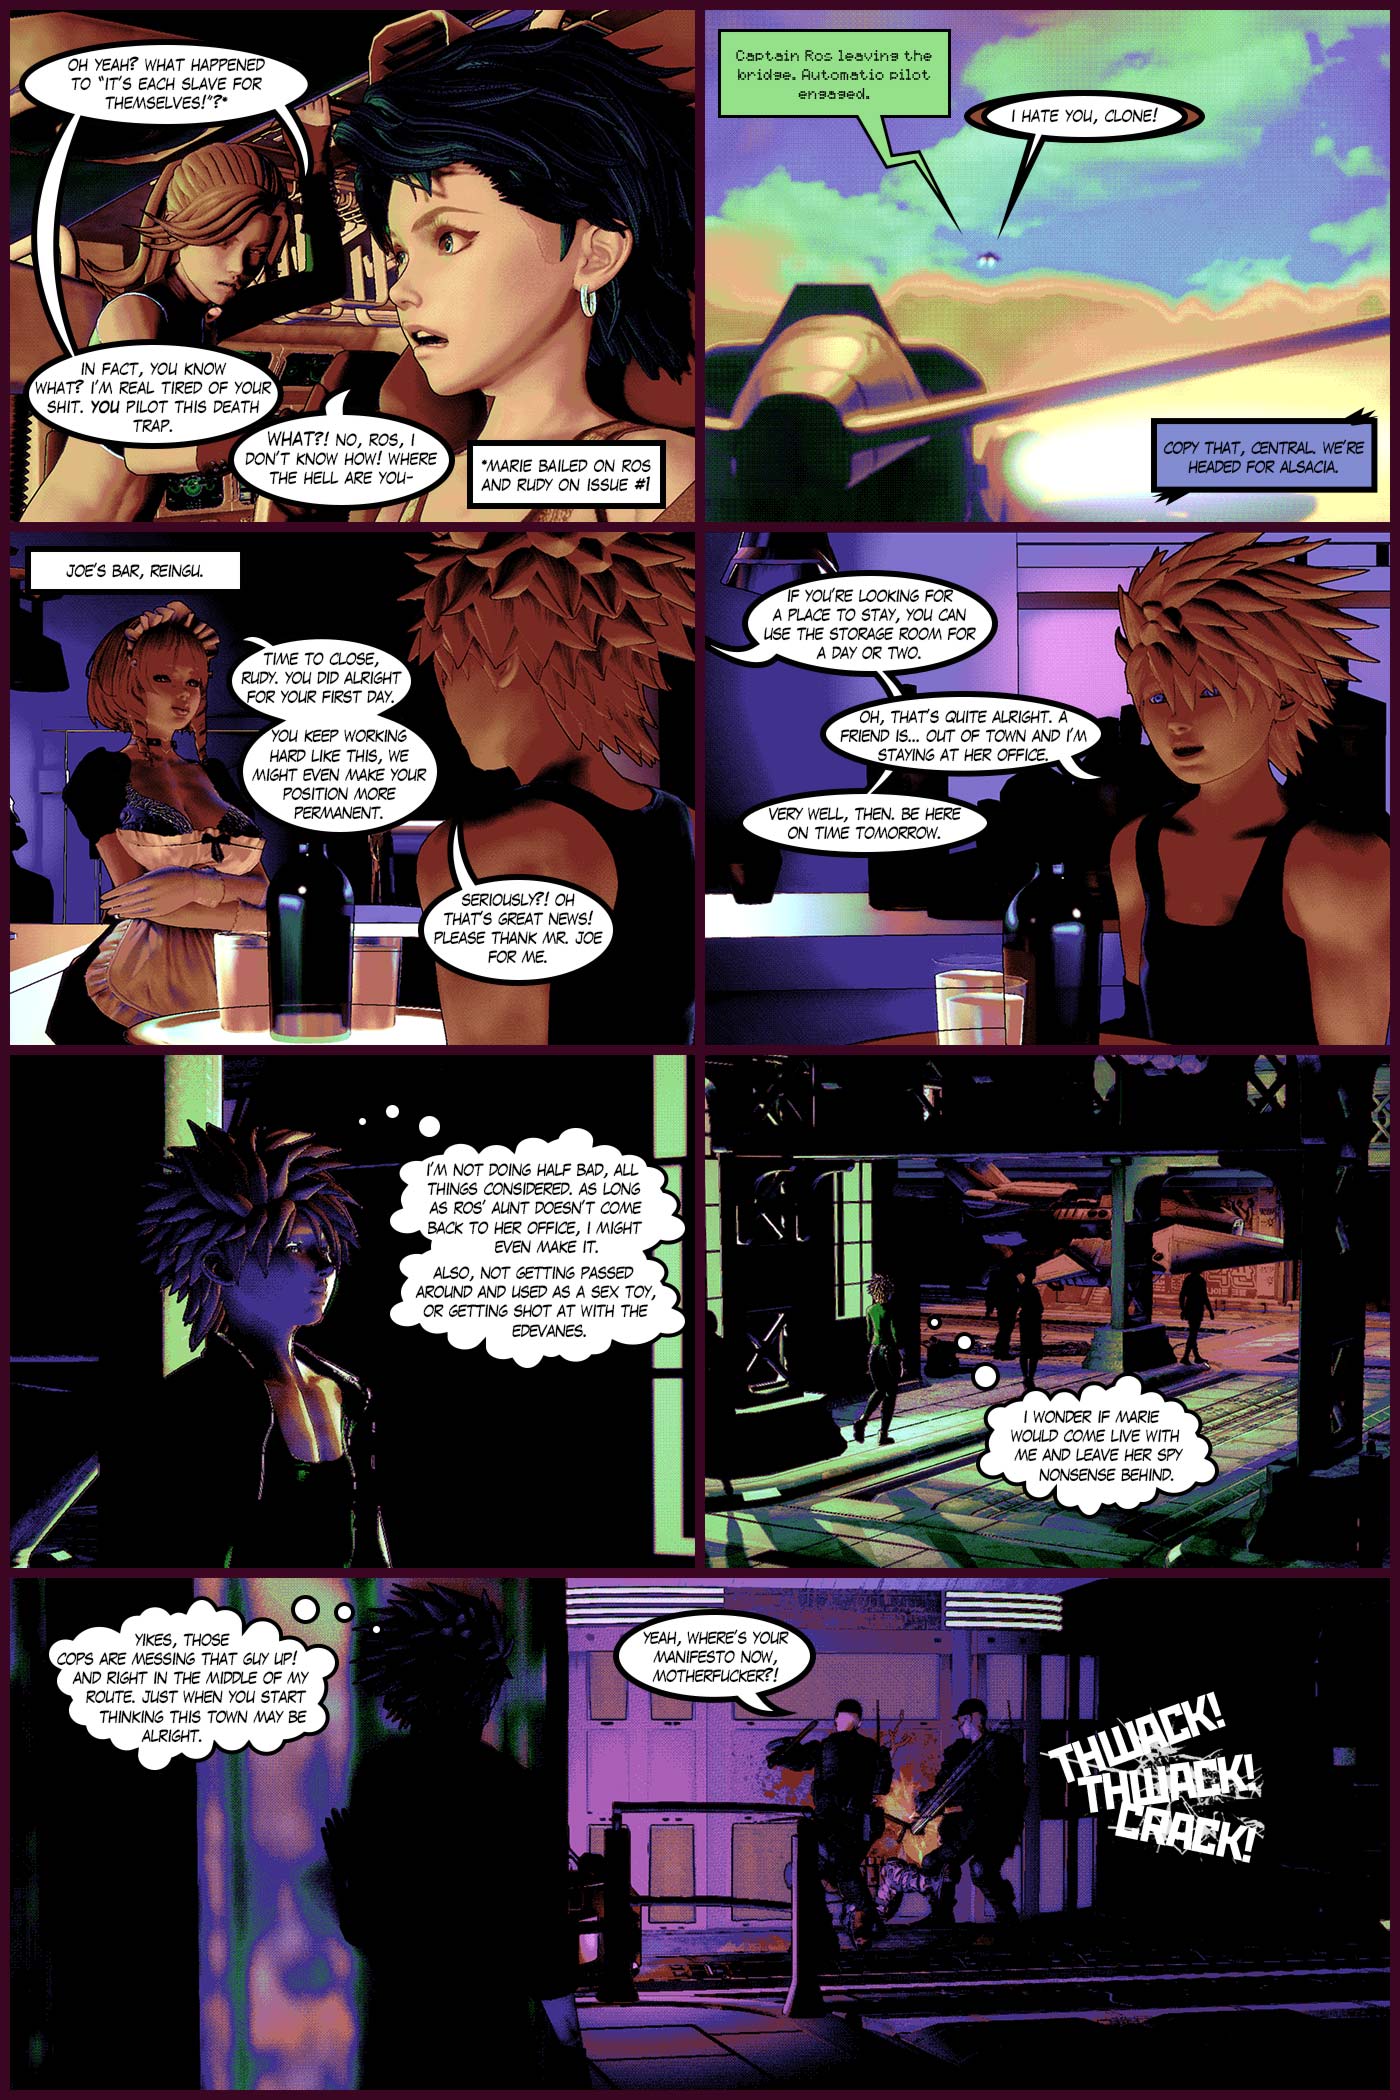 OH YEAH? WHAT HAPPENED
TO "IT'S EACH SLAVE FOR
THEMSELVES!"?*
IN FACT, YOU KNOW
WHAT? I'M REAL TIRED OF YOUR
SHIT. YOU PILOT THIS DEATH
TRAP.
WHAT?! NO, ROS, I
DON'T KNOW HOW! WHERE
THE HELL ARE YOU-
*MARIE BAILED ON ROS
AND RUDY ON ISSUE #1
Captain Ros leaving the
bridge. Automatic pilot
engaged.
I HATE YOU, CLONE!
COPY THAT, CENTRAL. WE'RE
HEADED FOR ALSACIA.
JOE'S BAR, REINGU.
TIME TO CLOSE,
RUDY. YOU DID ALRIGHT
FOR YOUR FIRST DAY.
YOU KEEP WORKING
HARD LIKE THIS, WE
MIGHT EVEN MAKE YOUR
POSITION MORE
PERMANENT.
SERIOUSLY?! OH
THAT'S GREAT NEWS!
PLEASE THANK MR. JOE
FOR ME.
IF YOU'RE LOOKING FOR
A PLACE TO STAY, YOU CAN
USE THE STORAGE ROOM FOR
A DAY OR TWO.
OH, THAT'S QUITE ALRIGHT. A
FRIEND IS... OUT OF TOWN AND I'M
STAYING AT HER OFFICE.
VERY WELL, THEN. BE HERE
ON TIME TOMORROW.
I'M NOT DOING HALF BAD, ALL
THINGS CONSIDERED. AS LONG
AS ROS' AUNT DOESN'T COME
BACK TO HER OFFICE, I MIGHT
EVEN MAKE IT.
ALSO, NOT GETTING PASSED
AROUND AND USED AS A SEX TOY,
OR GETTING SHOT AT WITH THE
EDEVANES.
I WONDER IF MARIE
WOULD COME LIVE WITH
ME AND LEAVE HER SPY
NONSENSE BEHIND.
YIKES, THOSE
COPS ARE MESSING THAT GUY UP!
AND RIGHT IN THE MIDDLE OF MY
ROUTE. JUST WHEN YOU START
THINKING THIS TOWN MAY BE
ALRIGHT.
YEAH, WHERE'S YOUR
MANIFESTO NOW,
MOTHERFUCKER?!
THWACK!
THWACK!
CRACK!